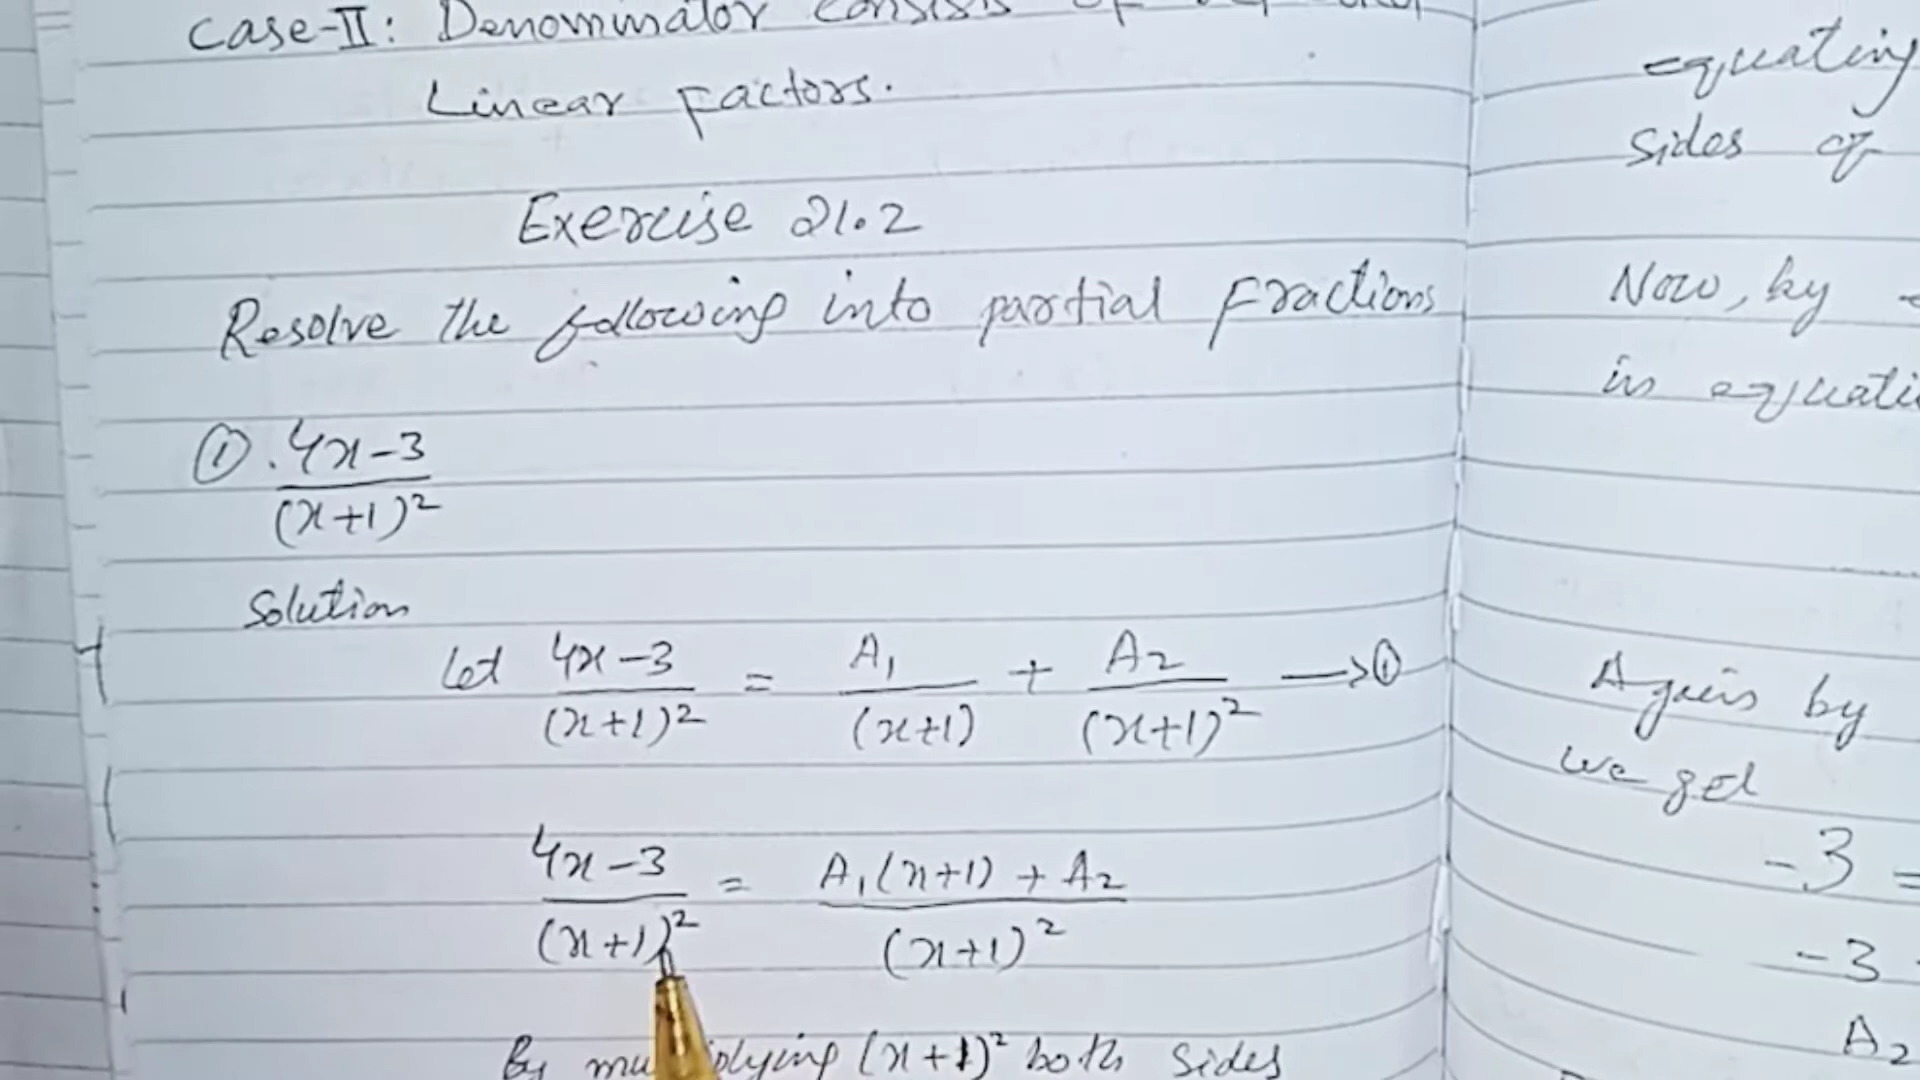 Case-II: Denominator consists of
Linear Factors.
Exercise 21.2
Resolve the following into partial Fractions
① . 4x-3
(x+1)²
Solution
Let 4x-3 = A₁ + A₂ →①
(x+1)² (x+1) (x+1)²
4x-3 = A₁(x+1) + A₂
(x+1)² (x+1)²
By multiplying (x+1)² both sides
equating
sides of
Now, by
in
Again by
we get
-3 =
-3
A₂